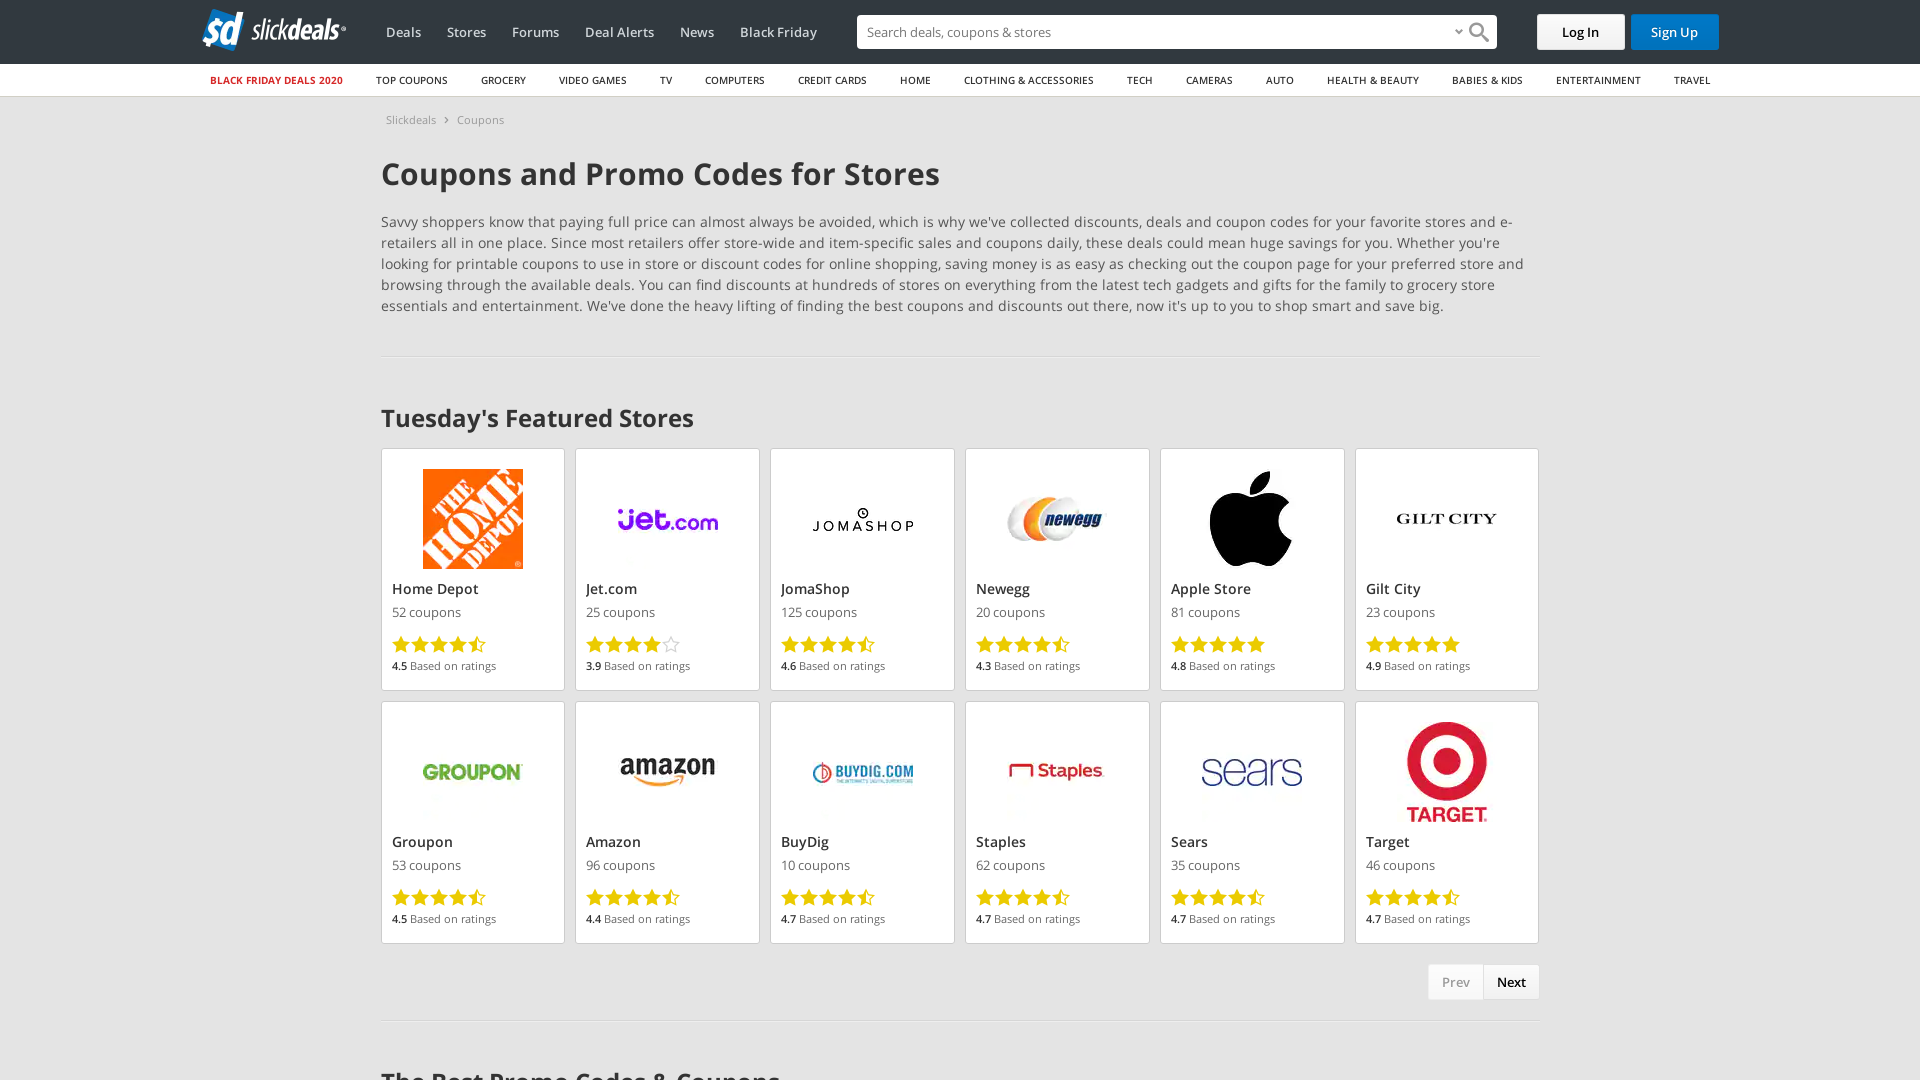 sd slickdeals
Deals Stores Forums Deal Alerts News Black Friday
Search deals, coupons & stores
Log In Sign Up
BLACK FRIDAY DEALS 2020 TOP COUPONS GROCERY VIDEO GAMES TV COMPUTERS CREDIT CARDS HOME CLOTHING & ACCESSORIES TECH CAMERAS AUTO HEALTH & BEAUTY BABIES & KIDS ENTERTAINMENT TRAVEL
Slickdeals › Coupons
Coupons and Promo Codes for Stores
Savvy shoppers know that paying full price can almost always be avoided, which is why we've collected discounts, deals and coupon codes for your favorite stores and e-
retailers all in one place. Since most retailers offer store-wide and item-specific sales and coupons daily, these deals could mean huge savings for you. Whether you're
looking for printable coupons to use in store or discount codes for online shopping, saving money is as easy as checking out the coupon page for your preferred store and
browsing through the available deals. You can find discounts at hundreds of stores on everything from the latest tech gadgets and gifts for the family to grocery store
essentials and entertainment. We've done the heavy lifting of finding the best coupons and discounts out there, now it's up to you to shop smart and save big.
Tuesday's Featured Stores
THE HOME DEPOT
Home Depot
52 coupons
4.5 Based on ratings
jet.com
Jet.com
25 coupons
3.9 Based on ratings
JOMASHOP
JomaShop
125 coupons
4.6 Based on ratings
newegg
Newegg
20 coupons
4.3 Based on ratings
Apple Store
81 coupons
4.8 Based on ratings
GILT CITY
Gilt City
23 coupons
4.9 Based on ratings
GROUPON
Groupon
53 coupons
4.5 Based on ratings
amazon
Amazon
96 coupons
4.4 Based on ratings
BUYDIG.COM
BuyDig
10 coupons
4.7 Based on ratings
Staples
Staples
62 coupons
4.7 Based on ratings
sears
Sears
35 coupons
4.7 Based on ratings
TARGET
Target
46 coupons
4.7 Based on ratings
Prev Next
The Best Promo Codes & Coupons